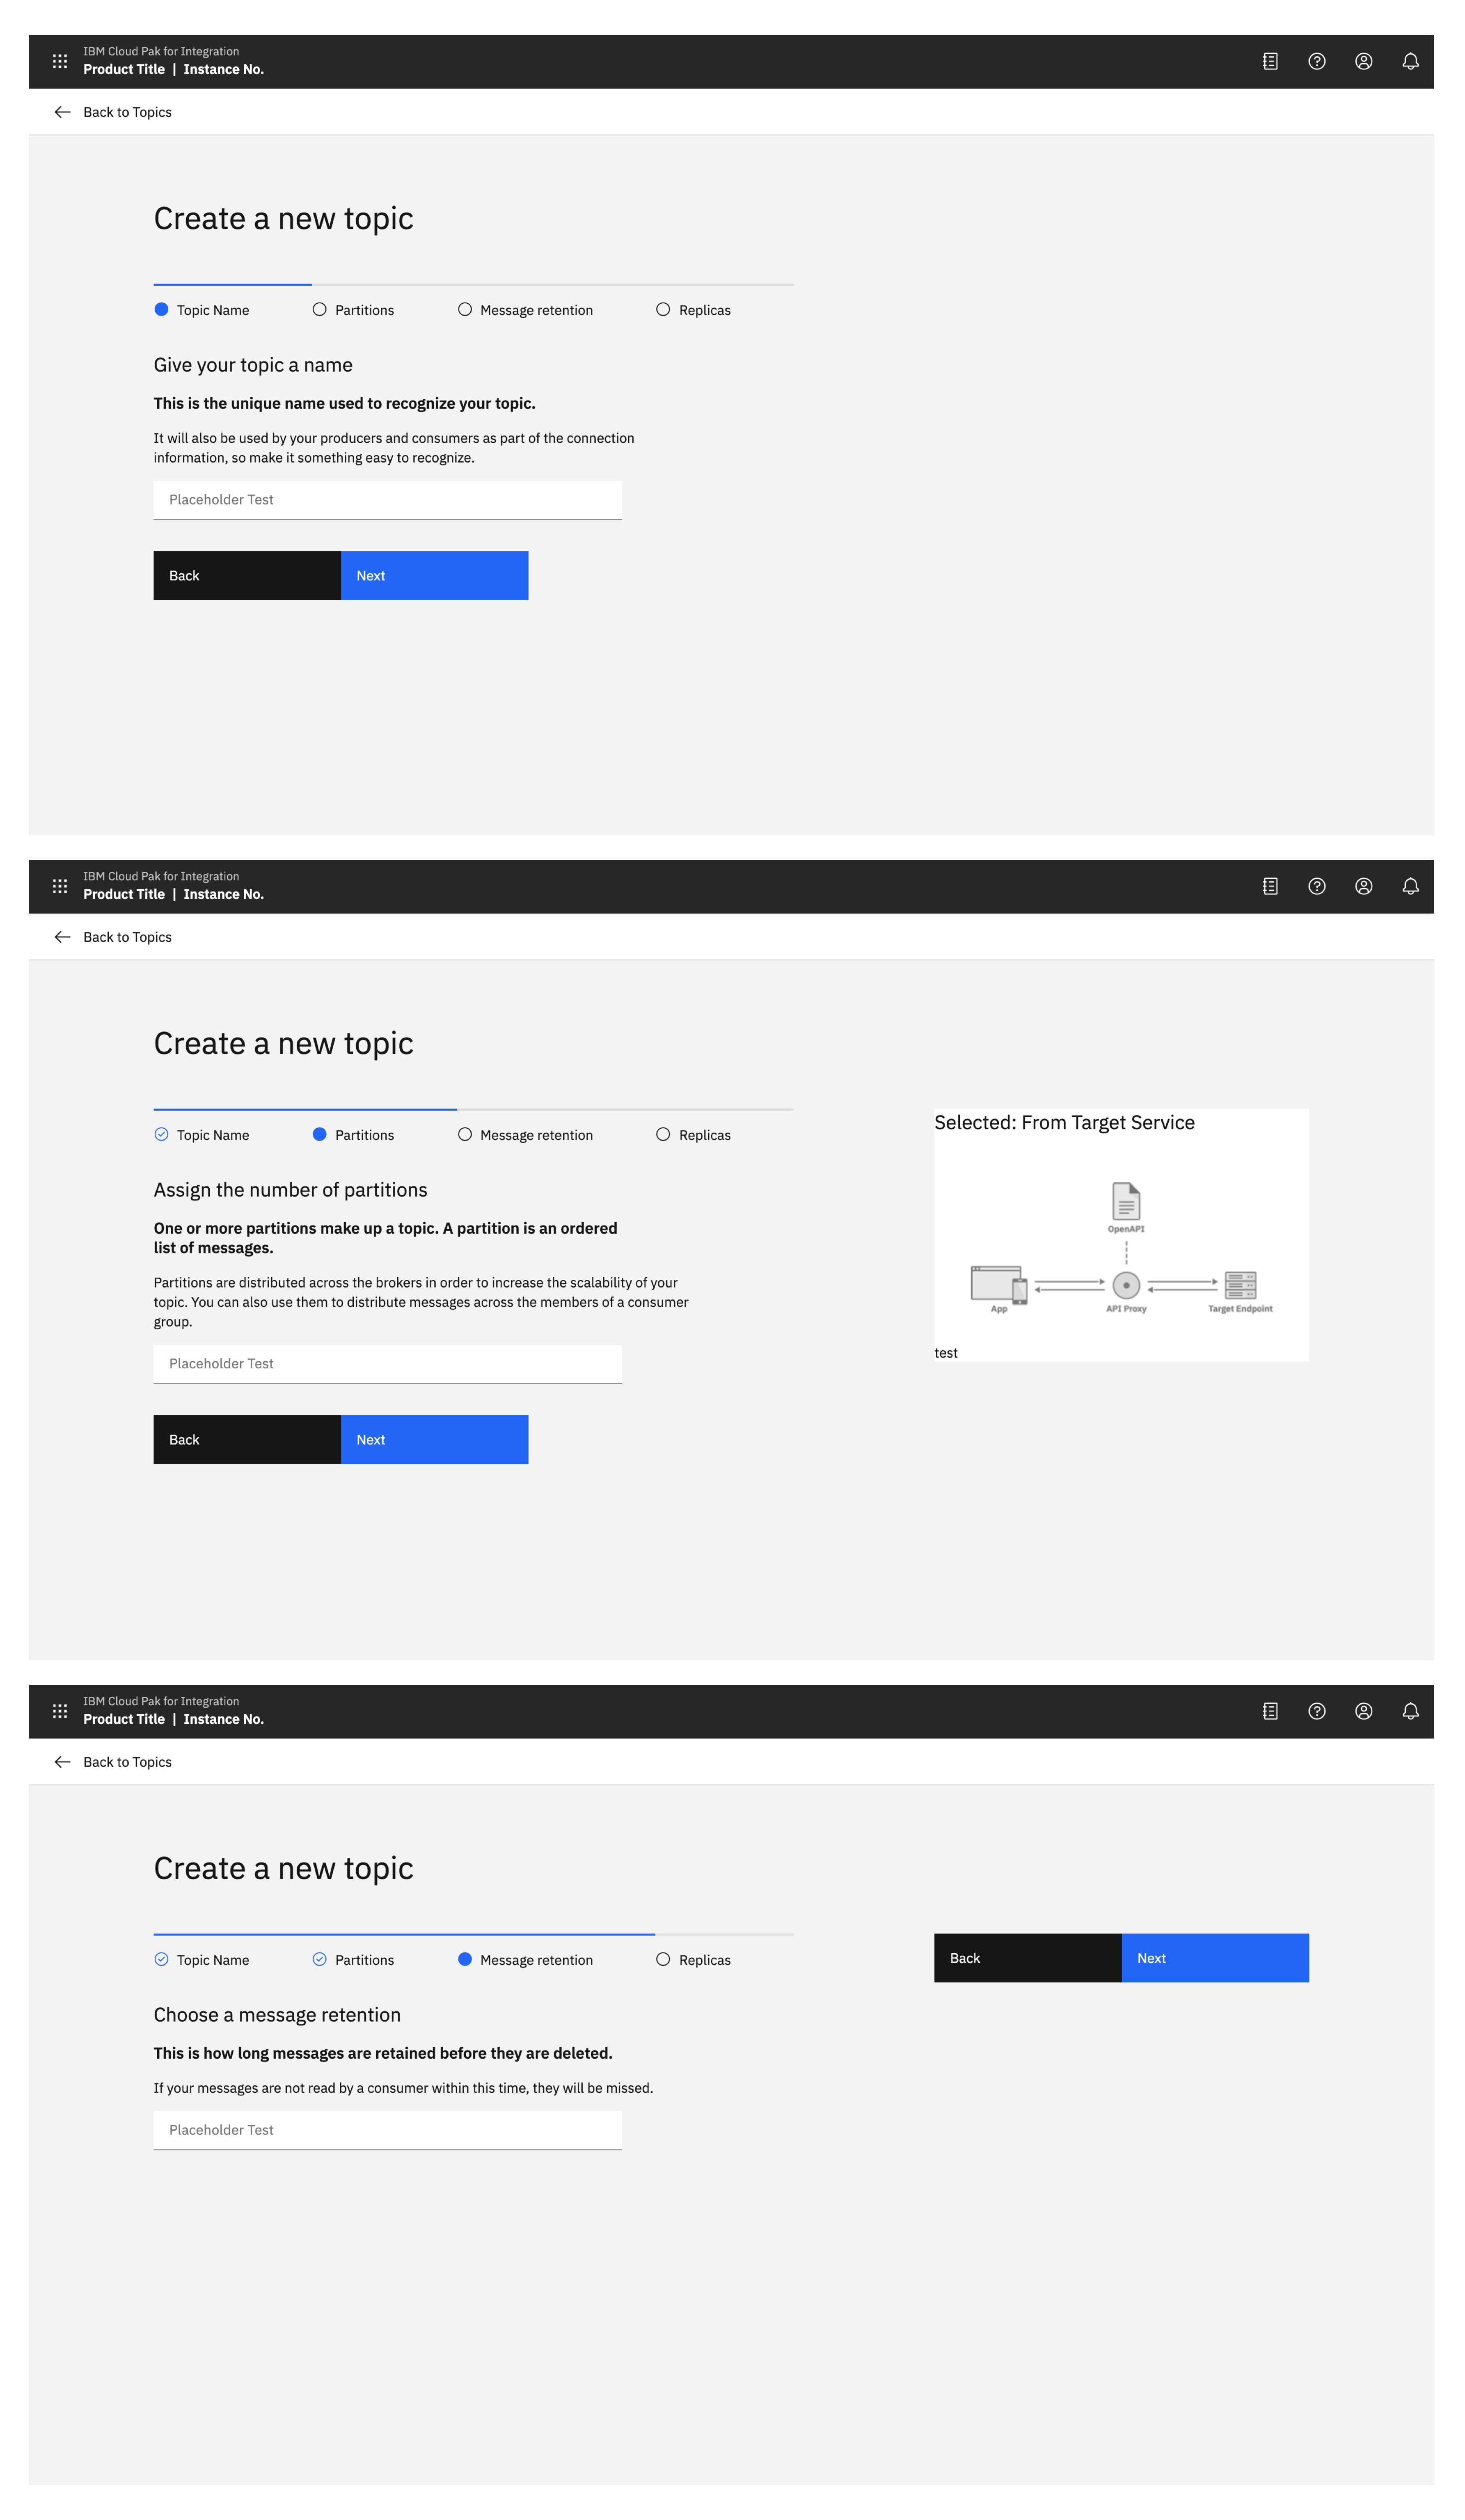 IBM Cloud Pak for Integration
Product Title | Instance No.
Back to Topics
Create a new topic
Topic Name
Partitions
Message retention
Replicas
Give your topic a name
This is the unique name used to recognize your topic.
It will also be used by your producers and consumers as part of the connection
information, so make it something easy to recognize.
Placeholder Test
Back
Next
IBM Cloud Pak for Integration
Product Title | Instance No.
Back to Topics
Create a new topic
Topic Name
Partitions
Message retention
Replicas
Assign the number of partitions
One or more partitions make up a topic. A partition is an ordered
list of messages.
Partitions are distributed across the brokers in order to increase the scalability of your
topic. You can also use them to distribute messages across the members of a consumer
group.
Placeholder Test
Back
Next
Selected: From Target Service
OpenAPI
App
API Proxy
Target Endpoint
test
IBM Cloud Pak for Integration
Product Title | Instance No.
Back to Topics
Create a new topic
Topic Name
Partitions
Message retention
Replicas
Choose a message retention
This is how long messages are retained before they are deleted.
If your messages are not read by a consumer within this time, they will be missed.
Placeholder Test
Back
Next